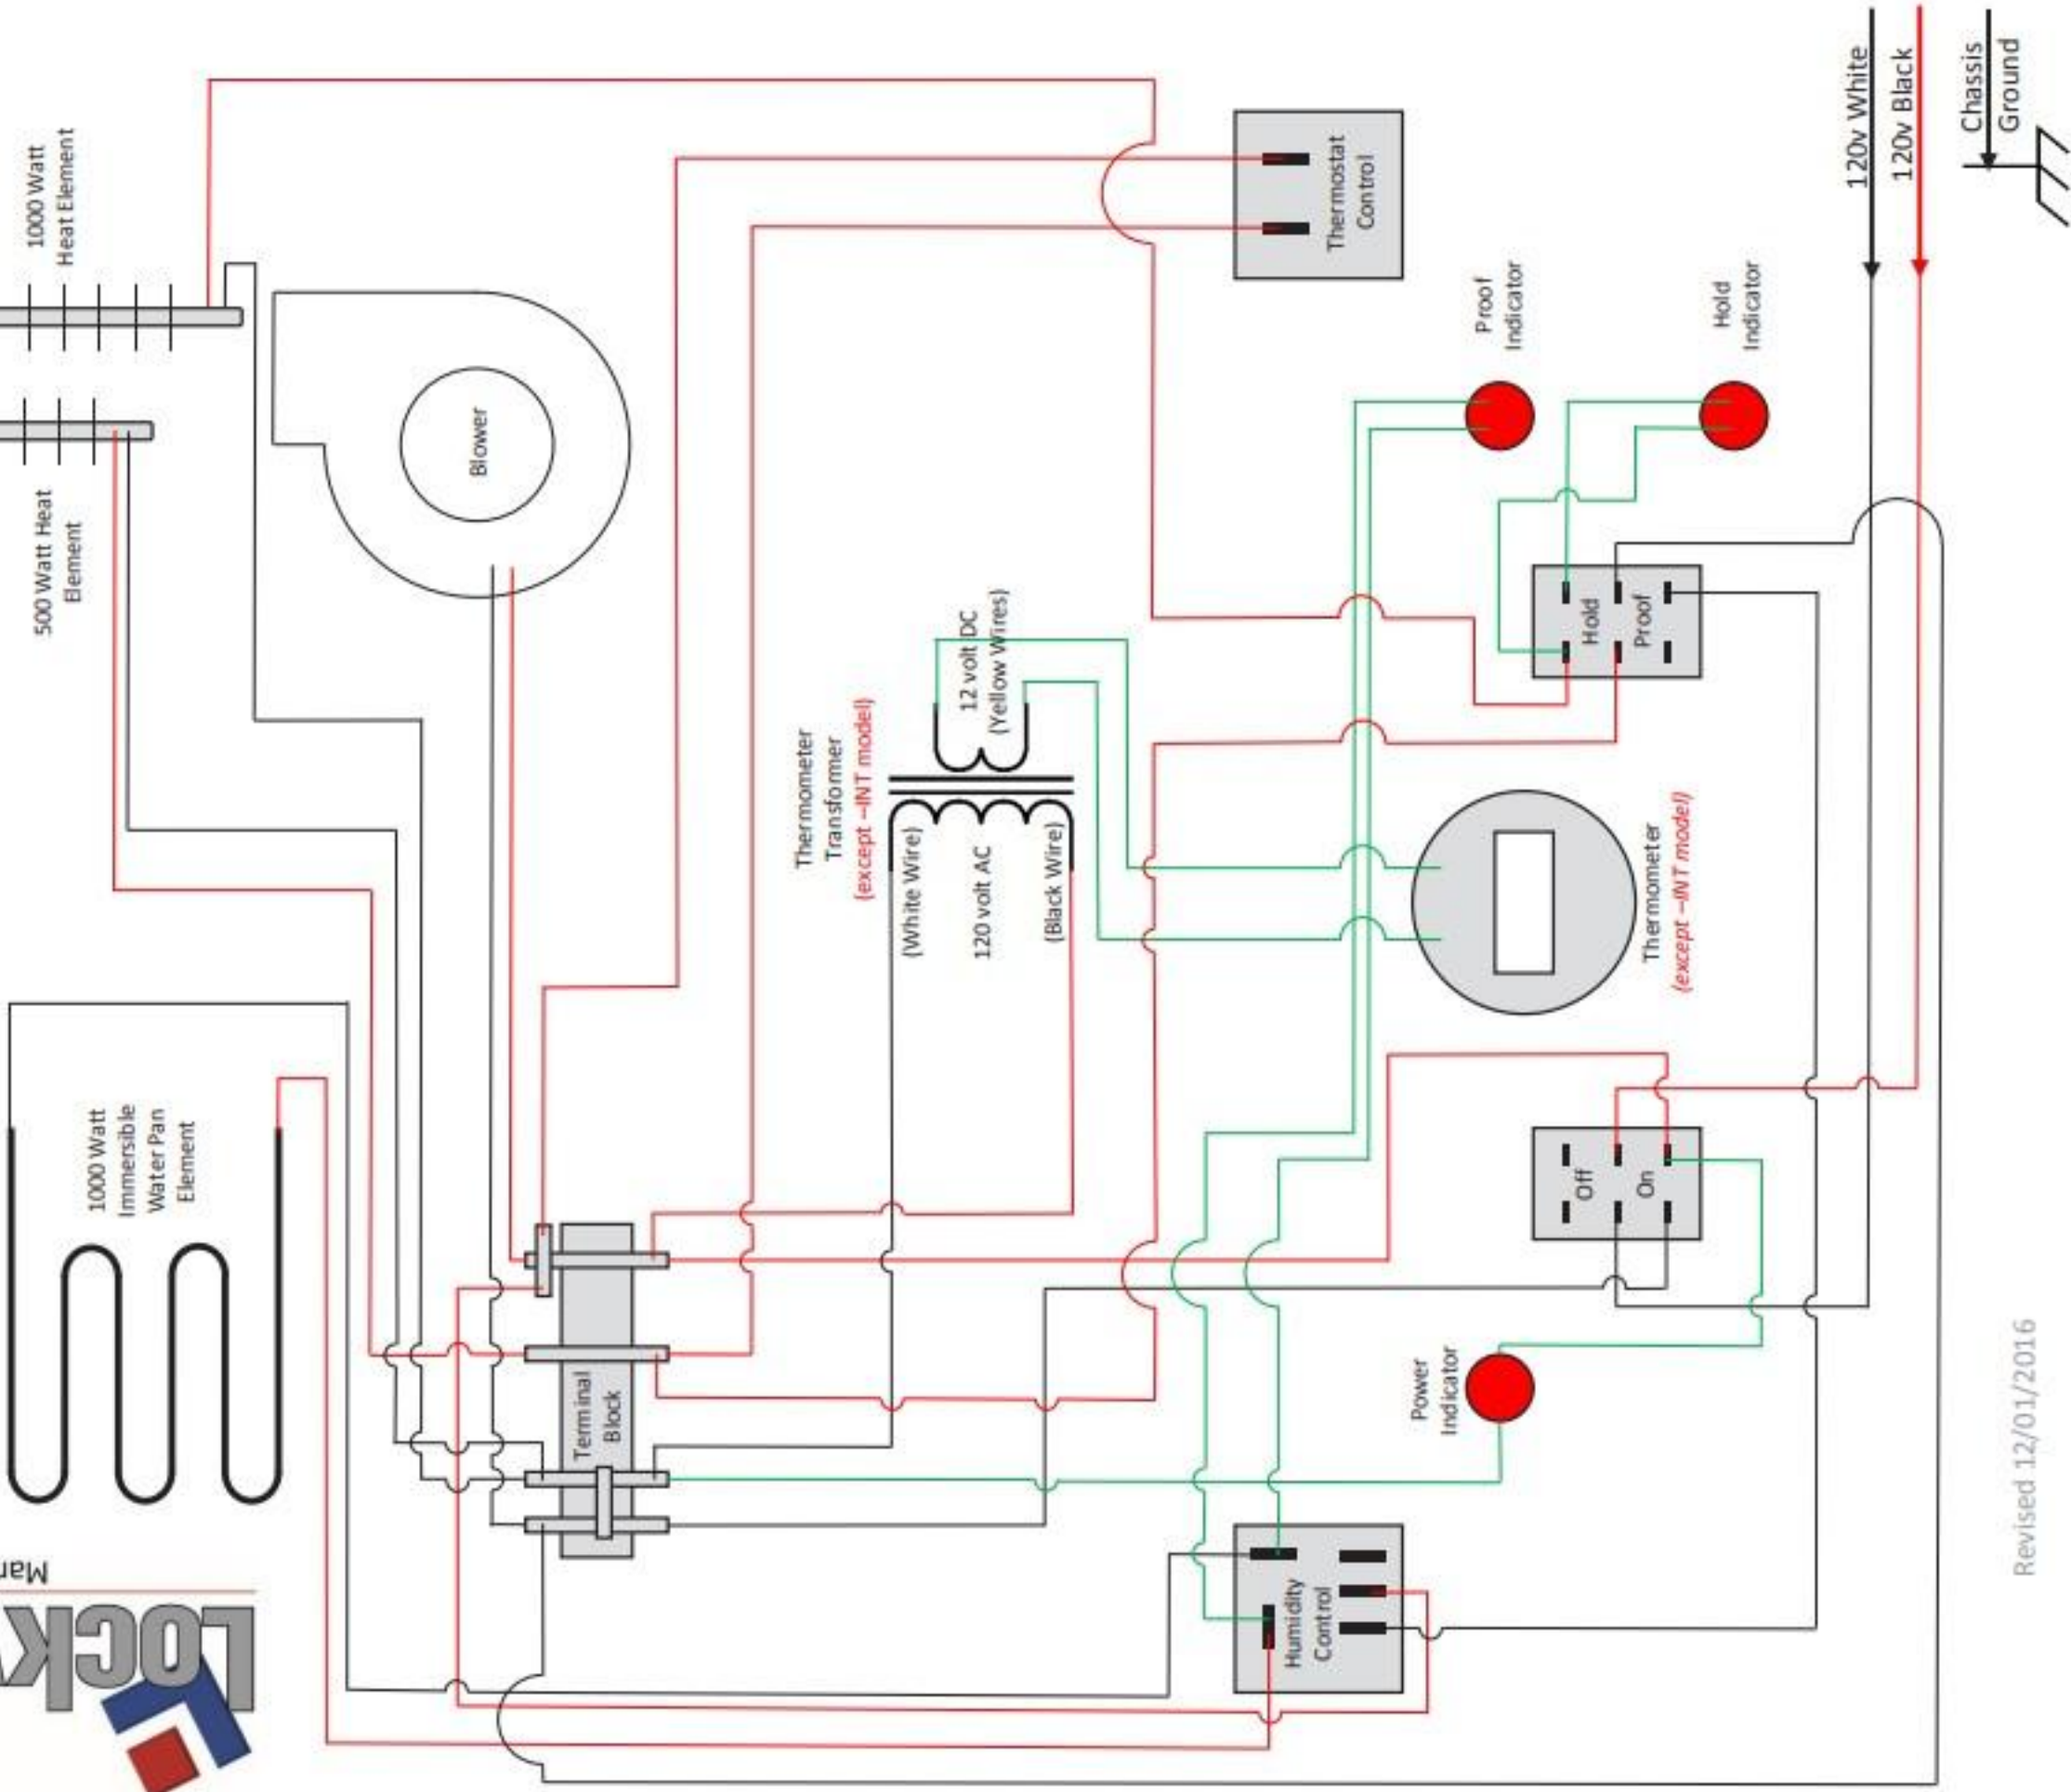 1000 Watt
Heat Element
500 Watt Heat
Element
Blower
1000 Watt
Immersible
Water Pan
Element
Thermostat
Control
Thermometer
Transformer
(except –INT model)
12 volt DC
(Yellow Wires)
(White Wire)
120 volt AC
(Black Wire)
Proof
Indicator
Hold
Indicator
120v White
120v Black
Chassis
Ground
Hold
Proof
Thermometer
(except –INT model)
Off
On
Terminal
Block
Power
Indicator
Humidity
Control
Revised 12/01/2016